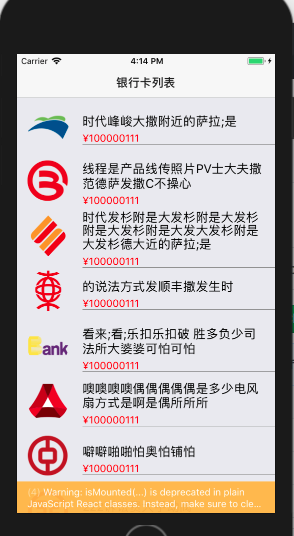 Carrier
4:14 PM
银行卡列表
时代峰峻大撒附近的萨拉;是
¥100000111
线程是产品线传照片PV士大夫撒
范德萨发撒C不操心
¥100000111
时代发杉附是大发杉附是大发杉
附是大发杉附是大发大发杉附是
大发杉德大近的萨拉;是
¥100000111
的说法方式发顺丰撒发生时
¥100000111
Bank
看来;看;乐扣乐扣破 胜多负少司
法所大婆婆可怕可怕
¥100000111
噢噢噢噢偶偶偶偶偶是多少电风
扇方式是啊是偶所所所
¥100000111
噼噼啪啪怕奥怕铺怕
¥100000111
(4) Warning: isMounted(...) is deprecated in plain
JavaScript React classes. Instead, make sure to cle...